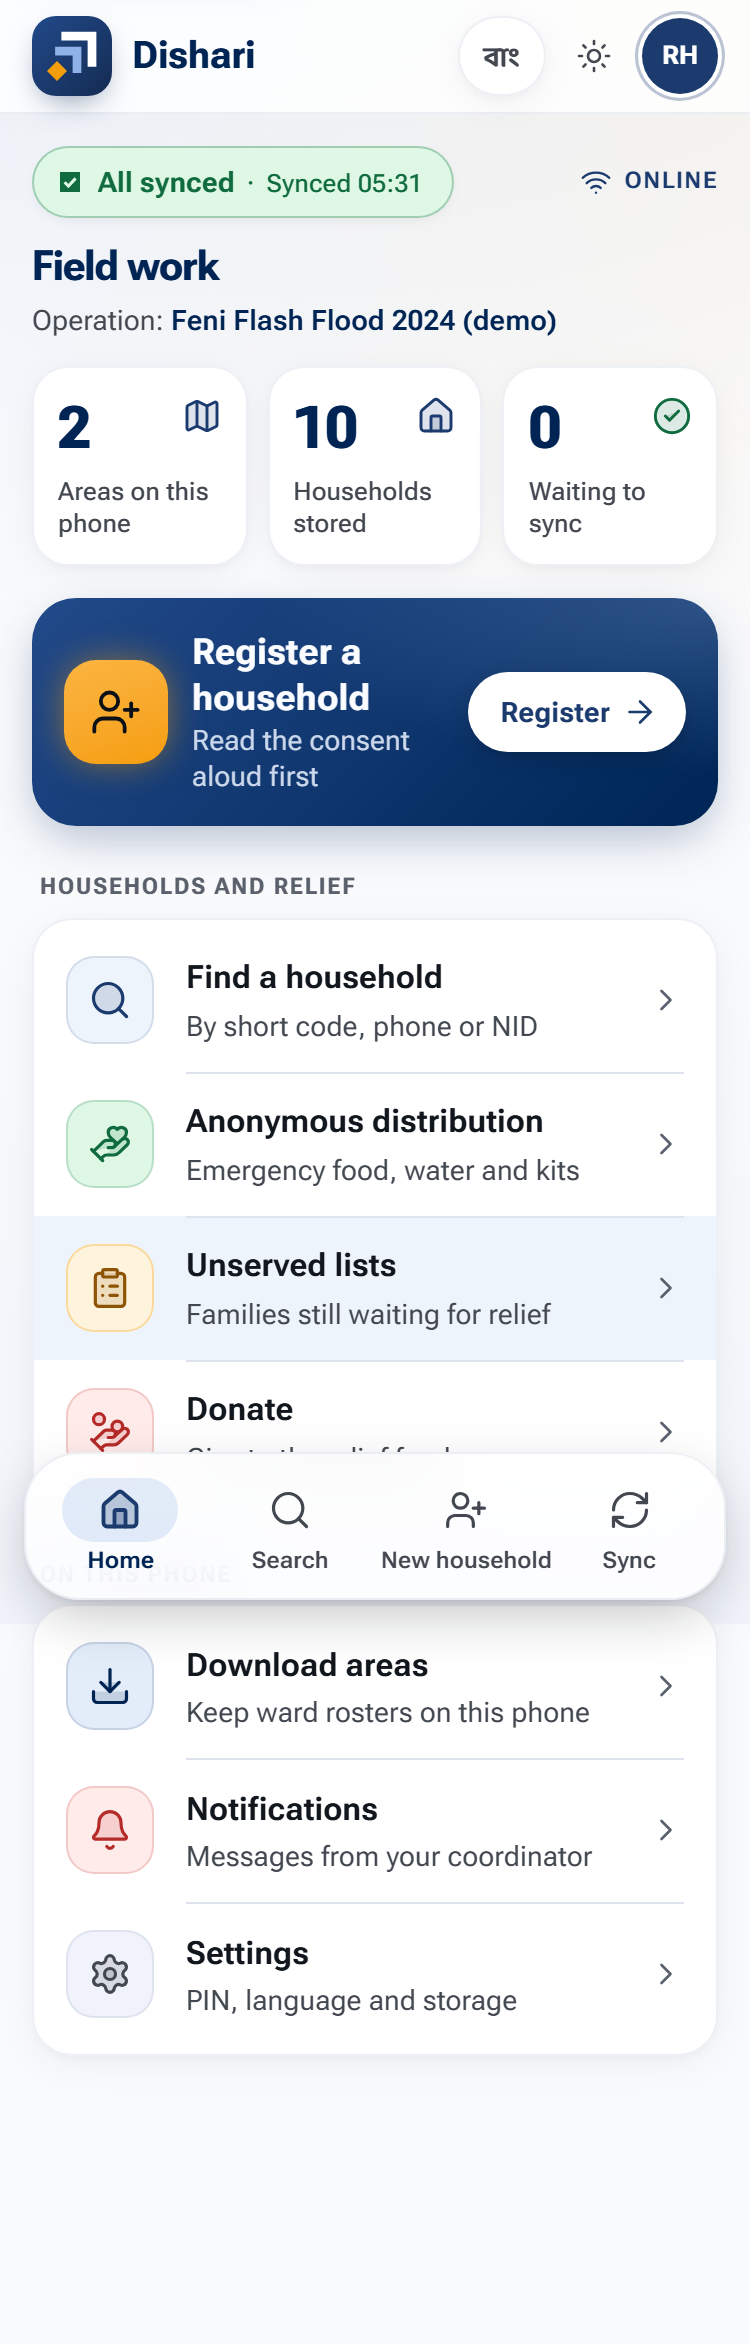 Dishari
বাং
RH
All synced · Synced 05:31
ONLINE
Field work
Operation: Feni Flash Flood 2024 (demo)
2
Areas on this
phone
10
Households
stored
0
Waiting to
sync
Register a
household
Read the consent
aloud first
Register
HOUSEHOLDS AND RELIEF
Find a household
By short code, phone or NID
Anonymous distribution
Emergency food, water and kits
Unserved lists
Families still waiting for relief
Donate
Home
Search
New household
Sync
ON THIS PHONE
Download areas
Keep ward rosters on this phone
Notifications
Messages from your coordinator
Settings
PIN, language and storage